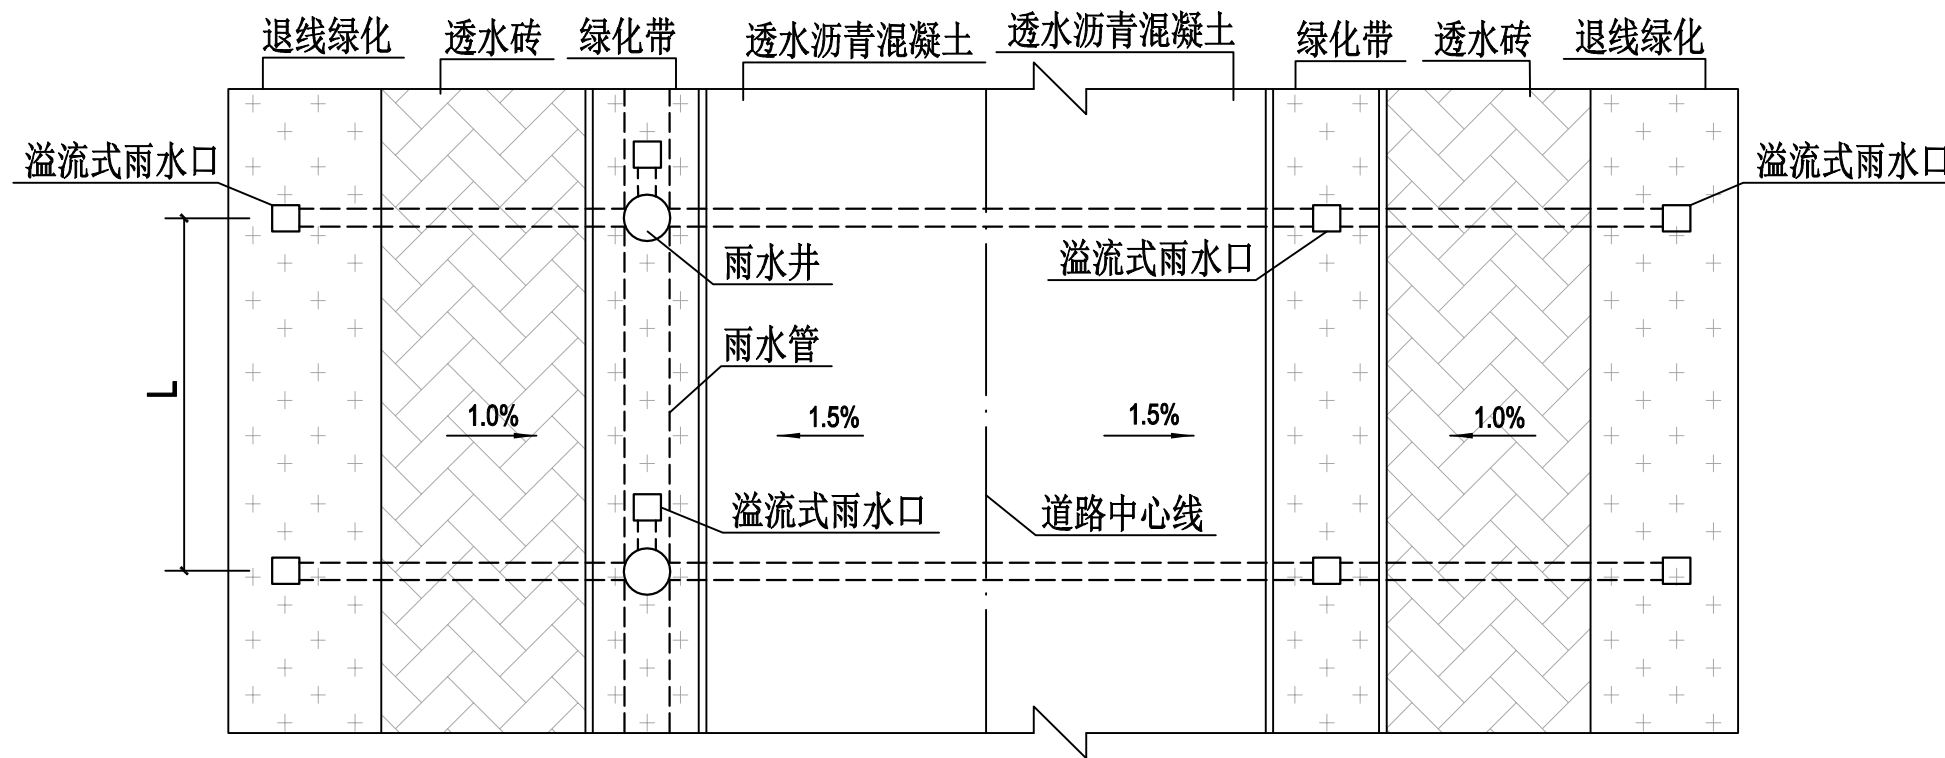 退线绿化
透水砖
绿化带
透水沥青混凝土
透水沥青混凝土
绿化带
透水砖
退线绿化
溢流式雨水口
溢流式雨水口
雨水井
溢流式雨水口
雨水管
L
1.0%
1.5%
1.5%
1.0%
溢流式雨水口
道路中心线